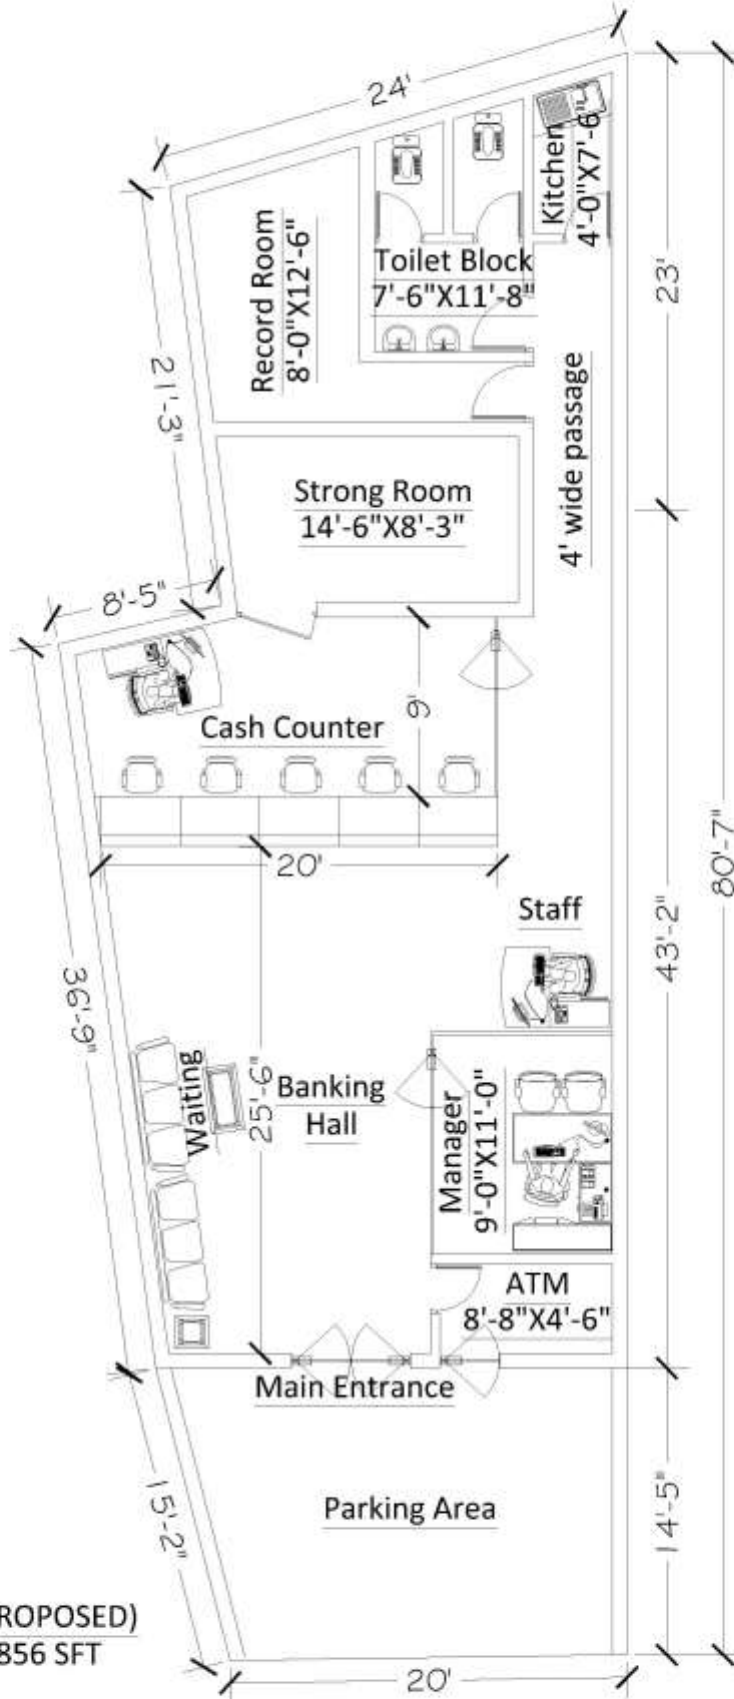 24'
Kitchen
4'-0"X7'-6"
Record Room
8'-0"X12'-6"
Toilet Block
7'-6"X11'-8"
23'
21'-3"
4' wide passage
Strong Room
14'-6"X8'-3"
8'-5"
9'
Cash Counter
20'
80'-7"
Staff
43'-2"
36'-9"
Waiting
25'-6"
Banking
Hall
Manager
9'-0"X11'-0"
ATM
8'-8"X4'-6"
Main Entrance
15'-2"
Parking Area
14'-5"
ROPOSED)
856 SFT
20'